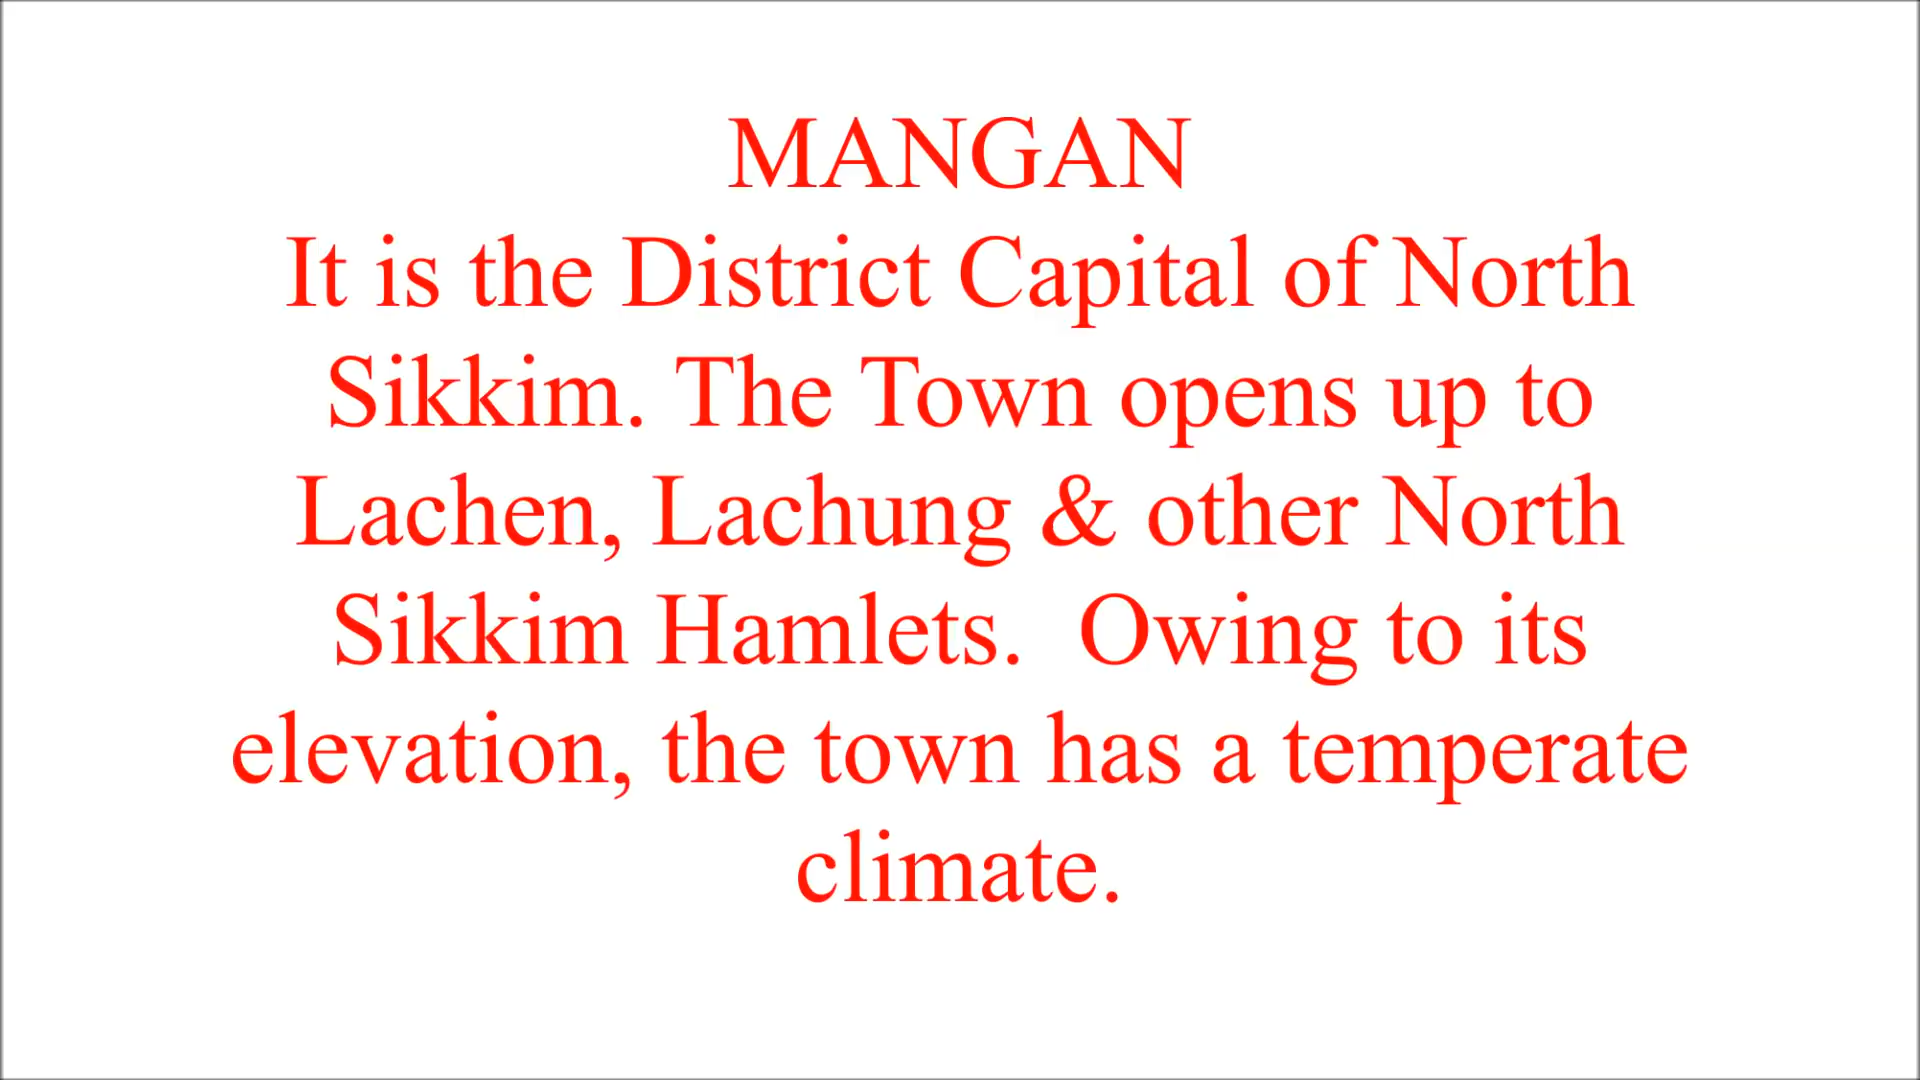 MANGAN
It is the District Capital of North
Sikkim. The Town opens up to
Lachen, Lachung & other North
Sikkim Hamlets.  Owing to its
elevation, the town has a temperate
climate.